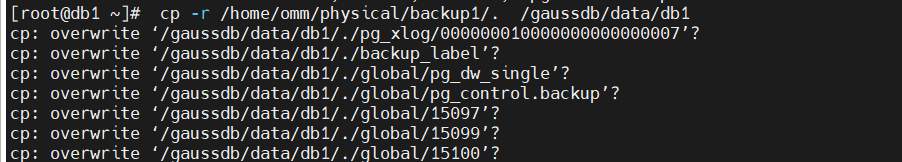 [root@db1 ~]#  cp -r /home/omm/physical/backup1/.  /gaussdb/data/db1
cp: overwrite ‘/gaussdb/data/db1/./pg_xlog/000000010000000000000007’?
cp: overwrite ‘/gaussdb/data/db1/./backup_label’?
cp: overwrite ‘/gaussdb/data/db1/./global/pg_dw_single’?
cp: overwrite ‘/gaussdb/data/db1/./global/pg_control.backup’?
cp: overwrite ‘/gaussdb/data/db1/./global/15097’?
cp: overwrite ‘/gaussdb/data/db1/./global/15099’?
cp: overwrite ‘/gaussdb/data/db1/./global/15100’?